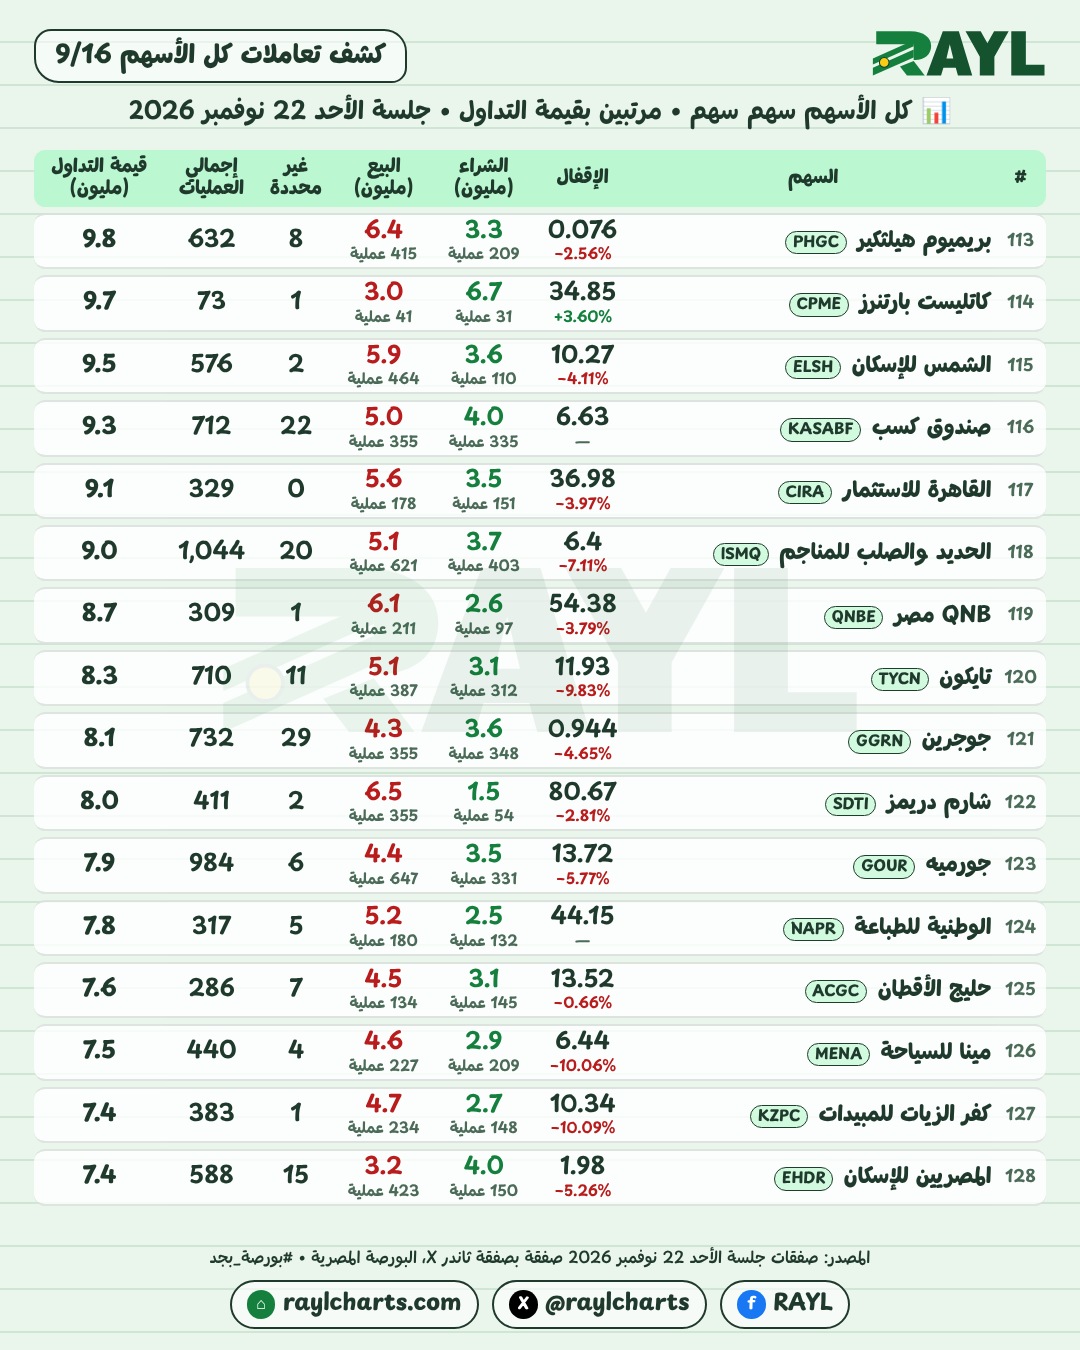 RAYL
كشف تعاملات كل الأسهم 9/16
📊 كل الأسهم سهم سهم • مرتبين بقيمة التداول • جلسة الأحد 22 نوفمبر 2026
# السهم الإقفال الشراء (مليون) البيع (مليون) غير محددة إجمالي العمليات قيمة التداول (مليون)
113 بريميوم هيلثكير PHGC 0.076 3.3 6.4 8 632 9.8
−2.56% 209 عملية 415 عملية
114 كاتليست بارتنرز CPME 34.85 6.7 3.0 1 73 9.7
+3.60% 31 عملية 41 عملية
115 الشمس للإسكان ELSH 10.27 3.6 5.9 2 576 9.5
−4.11% 110 عملية 464 عملية
116 صندوق كسب KASABF 6.63 4.0 5.0 22 712 9.3
— 335 عملية 355 عملية
117 القاهرة للاستثمار CIRA 36.98 3.5 5.6 0 329 9.1
−3.97% 151 عملية 178 عملية
118 الحديد والصلب للمناجم ISMQ 6.4 3.7 5.1 20 1,044 9.0
−7.11% 403 عملية 621 عملية
119 QNB مصر QNBE 54.38 2.6 6.1 1 309 8.7
−3.79% 97 عملية 211 عملية
120 تايكون TYCN 11.93 3.1 5.1 11 710 8.3
−9.83% 312 عملية 387 عملية
121 جوجرين GGRN 0.944 3.6 4.3 29 732 8.1
−4.65% 348 عملية 355 عملية
122 شارم دريمز SDTI 80.67 1.5 6.5 2 411 8.0
−2.81% 54 عملية 355 عملية
123 جورميه GOUR 13.72 3.5 4.4 6 984 7.9
−5.77% 331 عملية 647 عملية
124 الوطنية للطباعة NAPR 44.15 2.5 5.2 5 317 7.8
— 132 عملية 180 عملية
125 حليج الأقطان ACGC 13.52 3.1 4.5 7 286 7.6
−0.66% 145 عملية 134 عملية
126 مينا للسياحة MENA 6.44 2.9 4.6 4 440 7.5
−10.06% 209 عملية 227 عملية
127 كفر الزيات للمبيدات KZPC 10.34 2.7 4.7 1 383 7.4
−10.09% 148 عملية 234 عملية
128 المصريين للإسكان EHDR 1.98 4.0 3.2 15 588 7.4
−5.26% 150 عملية 423 عملية
المصدر: صفقات جلسة الأحد 22 نوفمبر 2026 صفقة بصفقة ثاندر X، البورصة المصرية • #بورصة_بجد
raylcharts.com @raylcharts RAYL